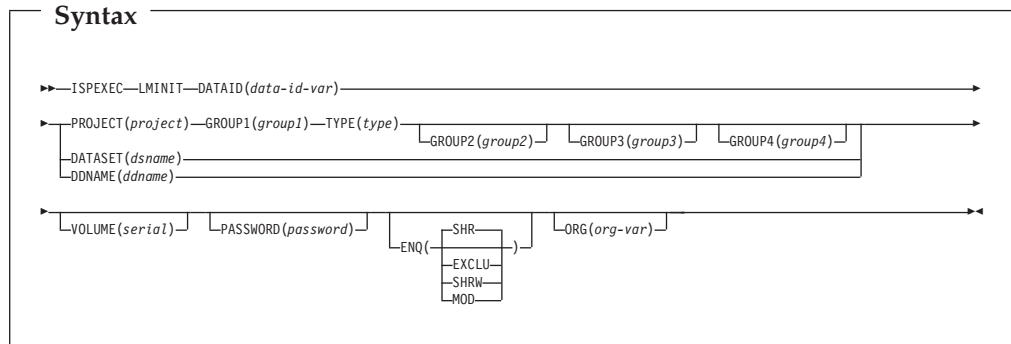 Syntax
ISPEXEC LMINIT DATAID(data-id-var)
PROJECT(project) GROUP1(group1) TYPE(type)
GROUP2(group2) GROUP3(group3) GROUP4(group4)
DATASET(dsname)
DDNAME(ddname)
VOLUME(serial) PASSWORD(password) ENQ( SHR ) ORG(org-var)
EXCLU
SHRW
MOD